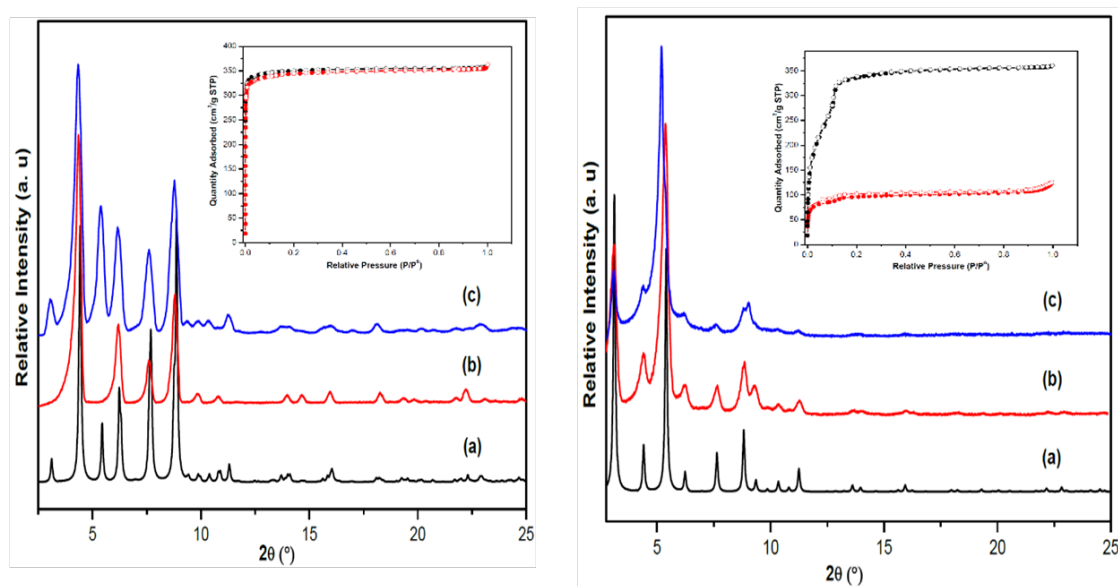 Relative Intensity (a. u)
Quantity Adsorbed (cm³/g STP)
400
350
300
250
200
150
100
50
0
0.0 0.2 0.4 0.6 0.8 1.0
Relative Pressure (P/P°)
(c)
(b)
(a)
5 10 15 20 25
2θ (°)
Relative Intensity (a. u)
Quantity Adsorbed (cm³/g STP)
350
300
250
200
150
100
50
0
0.0 0.2 0.4 0.6 0.8 1.0
Relative Pressure (P/P°)
(c)
(b)
(a)
5 10 15 20 25
2θ (°)